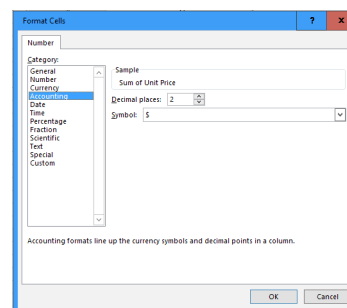 Format Cells
Number
Category:
General
Number
Currency
Accounting
Date
Time
Percentage
Fraction
Scientific
Text
Special
Custom
Sample
Sum of Unit Price
Decimal places: 2
Symbol: $
Accounting formats line up the currency symbols and decimal points in a column.
OK Cancel